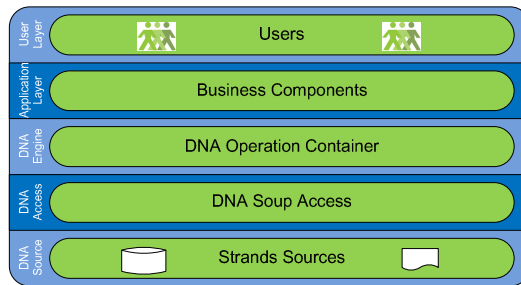 User
Layer
Users
Application
Layer
Business Components
DNA
Engine
DNA Operation Container
DNA
Access
DNA Soup Access
DNA
Source
Strands Sources